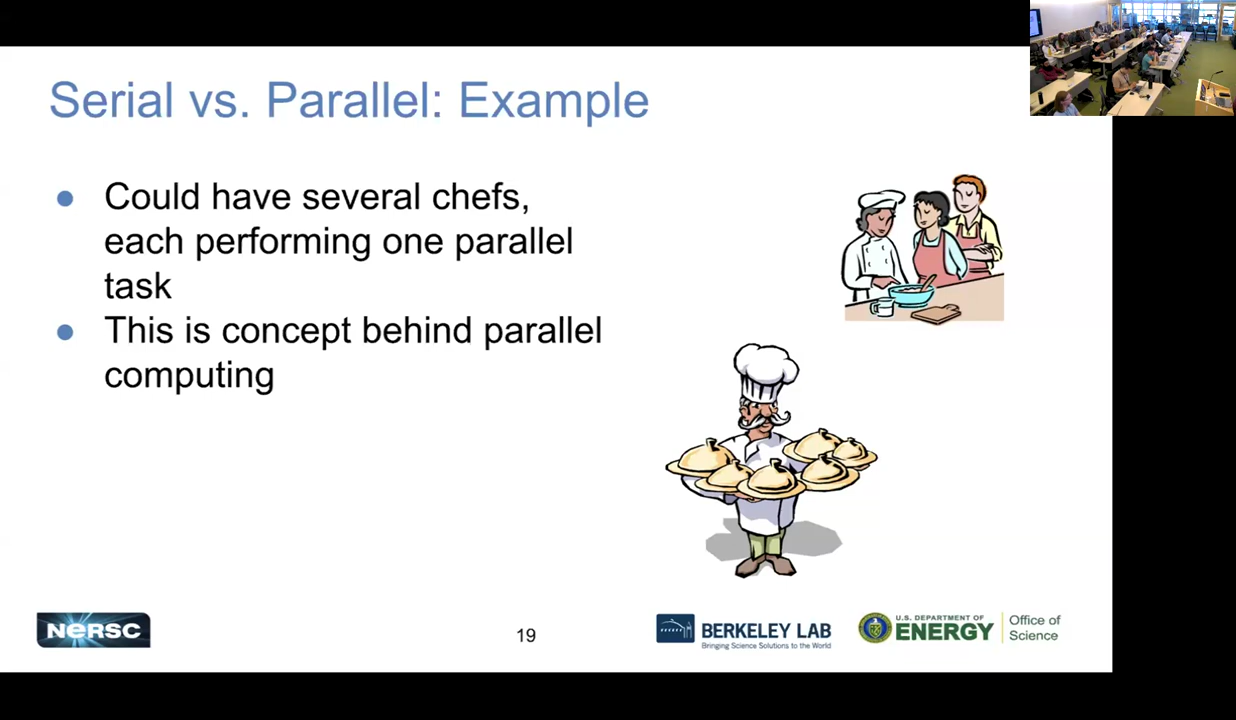 Serial vs. Parallel: Example
● Could have several chefs,
each performing one parallel
task
● This is concept behind parallel
computing
NERSC
19
BERKELEY LAB
Bringing Science Solutions to the World
U.S. DEPARTMENT OF
ENERGY
Office of
Science